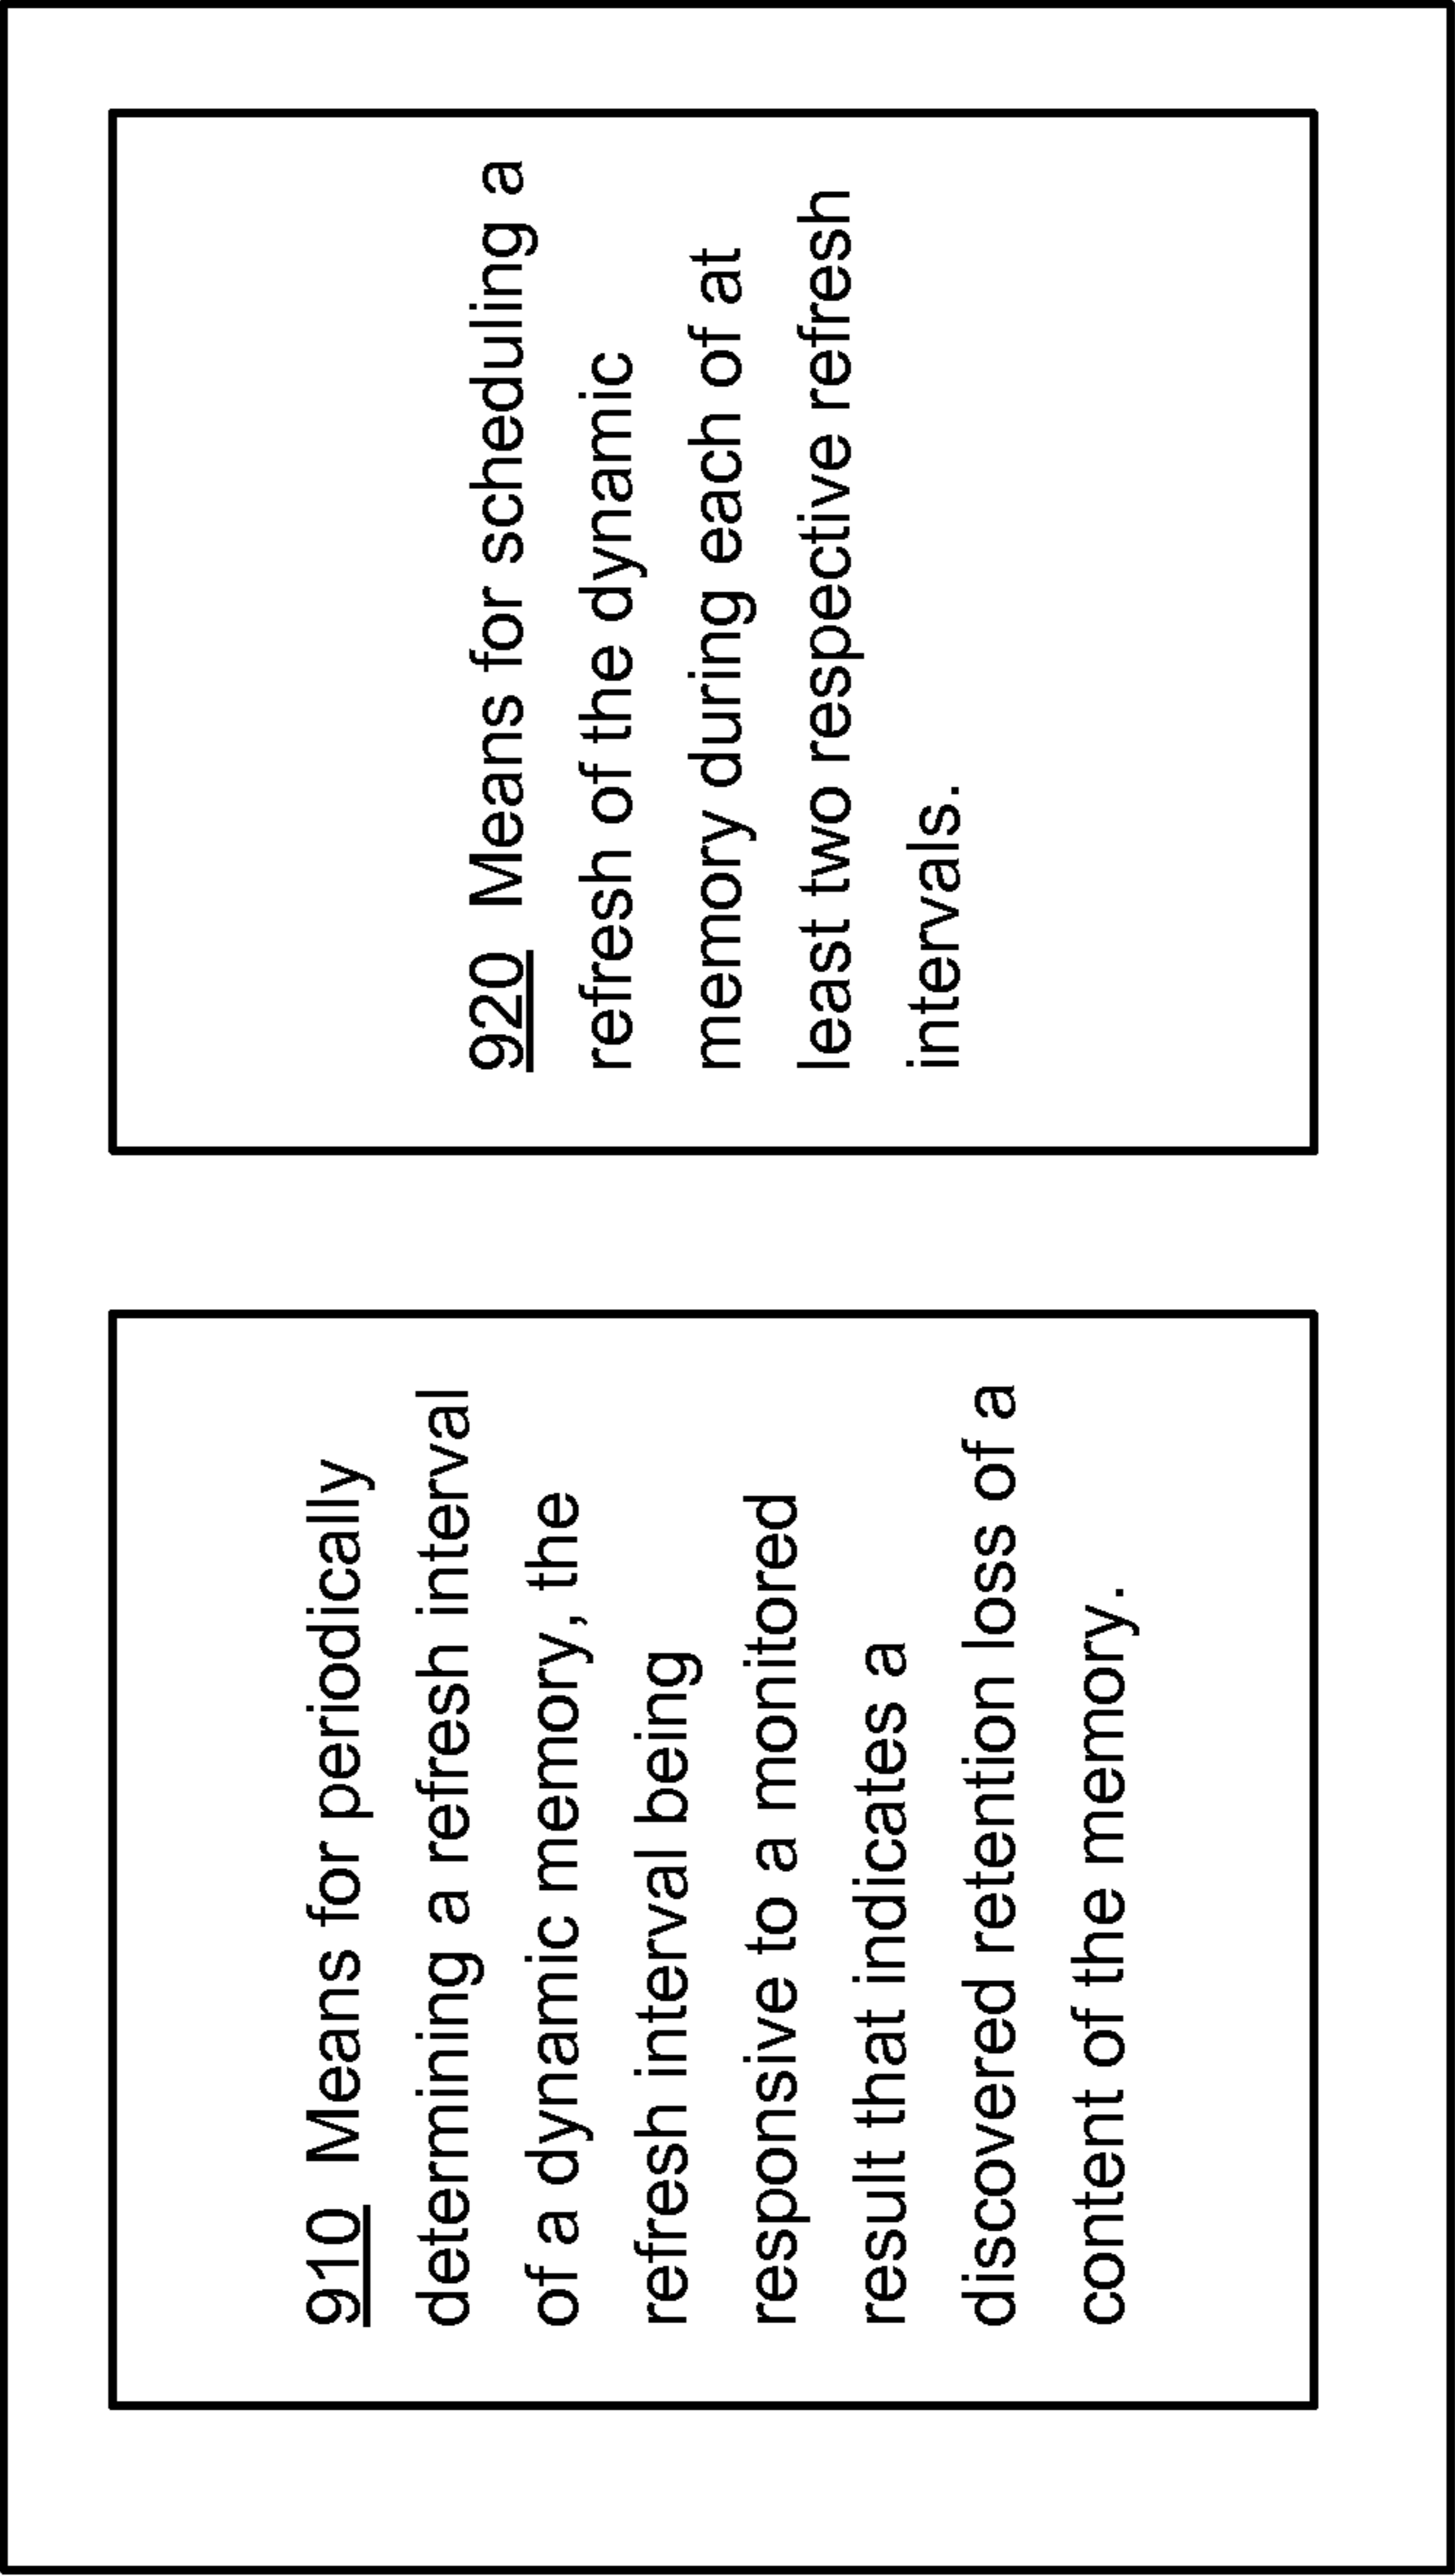 910 Means for periodically
determining a refresh interval
of a dynamic memory, the
refresh interval being
responsive to a monitored
result that indicates a
discovered retention loss of a
content of the memory.
920 Means for scheduling a
refresh of the dynamic
memory during each of at
least two respective refresh
intervals.